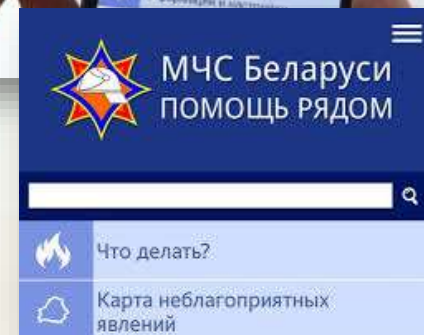 МЧС Беларуси
ПОМОЩЬ РЯДОМ
Что делать?
Карта неблагоприятных
явлений